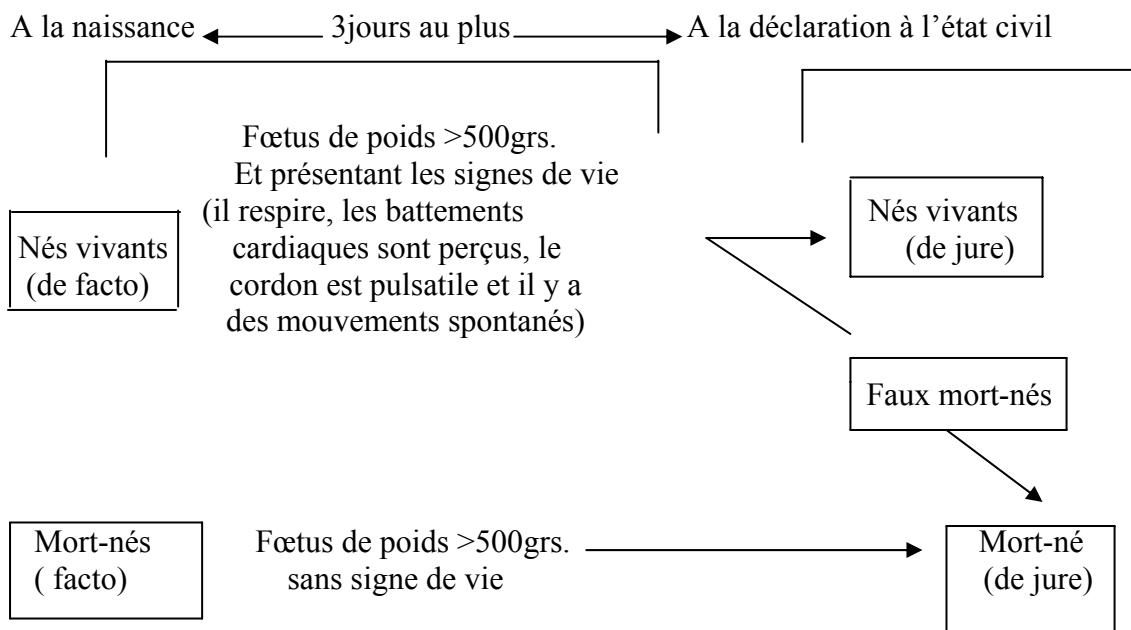 A la naissance 3jours au plus A la déclaration à l’état civil
Fœtus de poids >500grs.
Et présentant les signes de vie
(il respire, les battements
cardiaques sont perçus, le
cordon est pulsatile et il y a
des mouvements spontanés)
Nés vivants
(de facto)
Nés vivants
(de jure)
Faux mort-nés
Mort-nés
( facto)
Fœtus de poids >500grs.
sans signe de vie
Mort-né
(de jure)